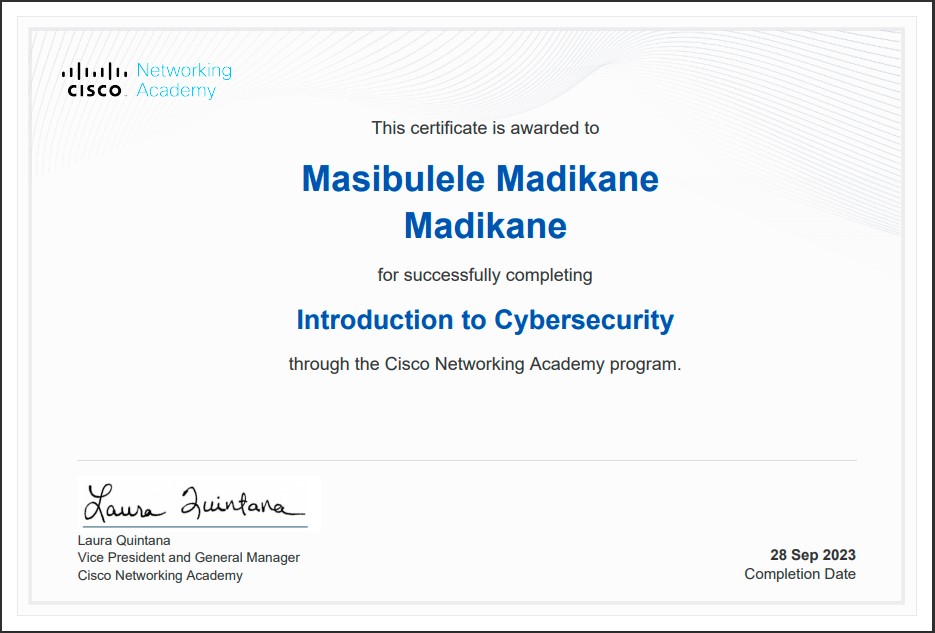 Networking
CISCO Academy
This certificate is awarded to
Masibulele Madikane
Madikane
for successfully completing
Introduction to Cybersecurity
through the Cisco Networking Academy program.
Laura Quintana
Laura Quintana
Vice President and General Manager
Cisco Networking Academy
28 Sep 2023
Completion Date